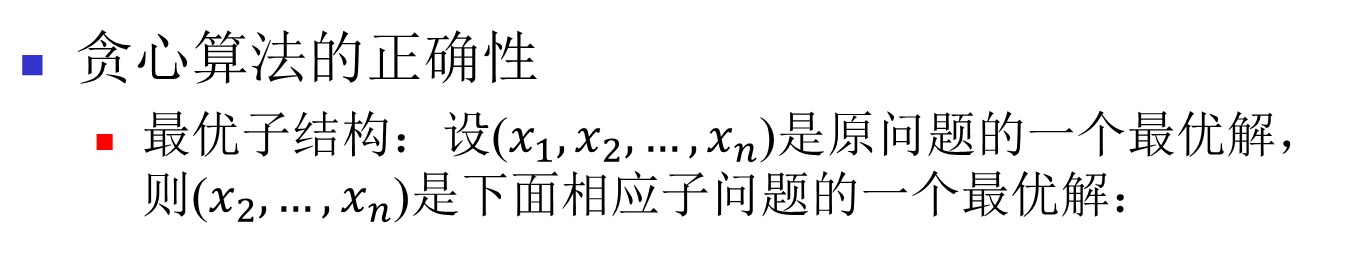 贪心算法的正确性
最优子结构：设(x₁,x₂,…,xₙ)是原问题的一个最优解，
则(x₂,…,xₙ)是下面相应子问题的一个最优解：